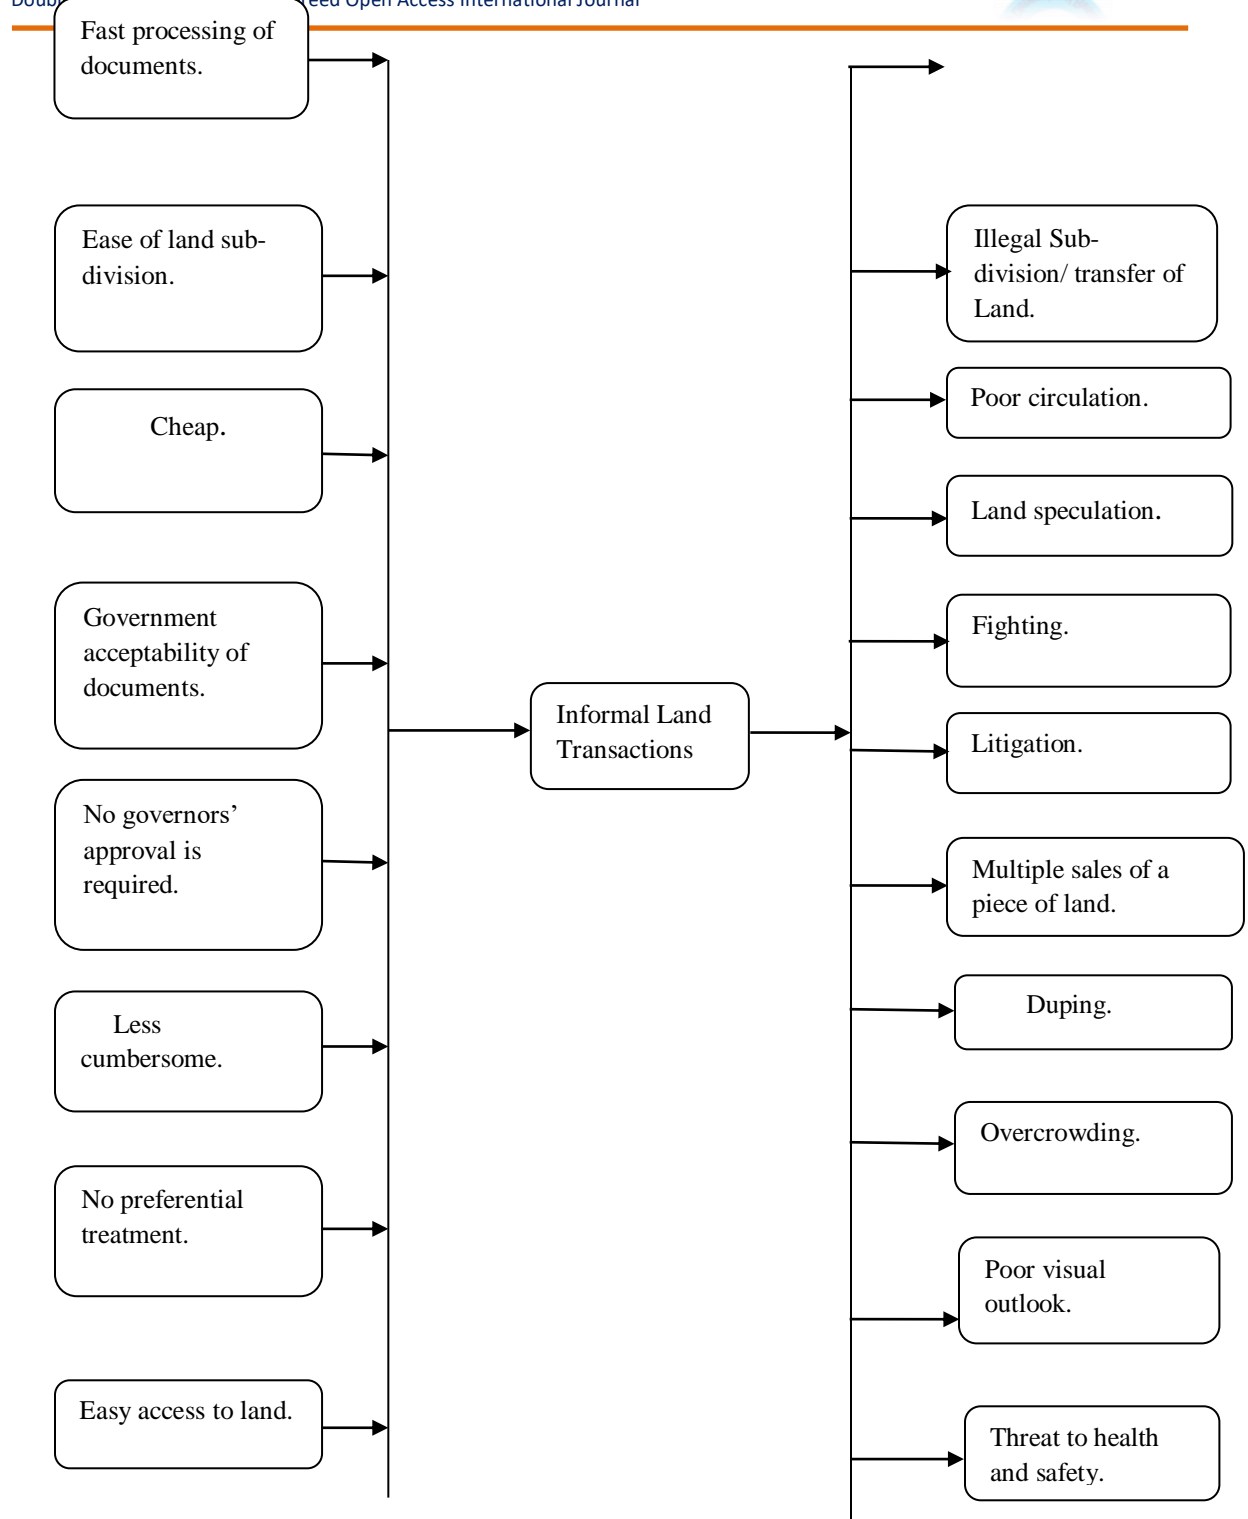 reed Open Access International Journal
Fast processing of
documents.
Ease of land sub-
division.
Cheap.
Government
acceptability of
documents.
No governors’
approval is
required.
Less
cumbersome.
No preferential
treatment.
Easy access to land.
Informal Land
Transactions
Illegal Sub-
division/ transfer of
Land.
Poor circulation.
Land speculation.
Fighting.
Litigation.
Multiple sales of a
piece of land.
Duping.
Overcrowding.
Poor visual
outlook.
Threat to health
and safety.